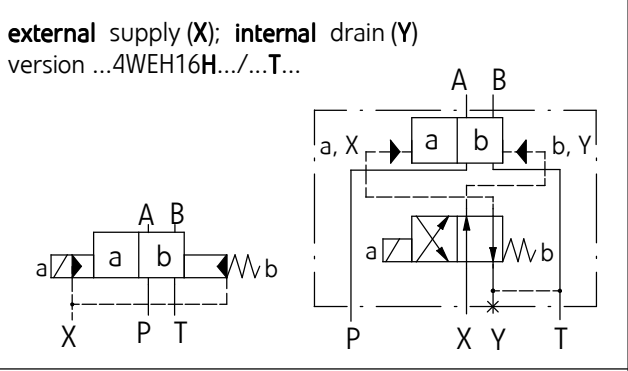 external supply (X); internal drain (Y)
version ...4WEH16H.../...T...
A B
a, X a b b, Y
A B
a b
a a b b
a b
X P T
P X Y T